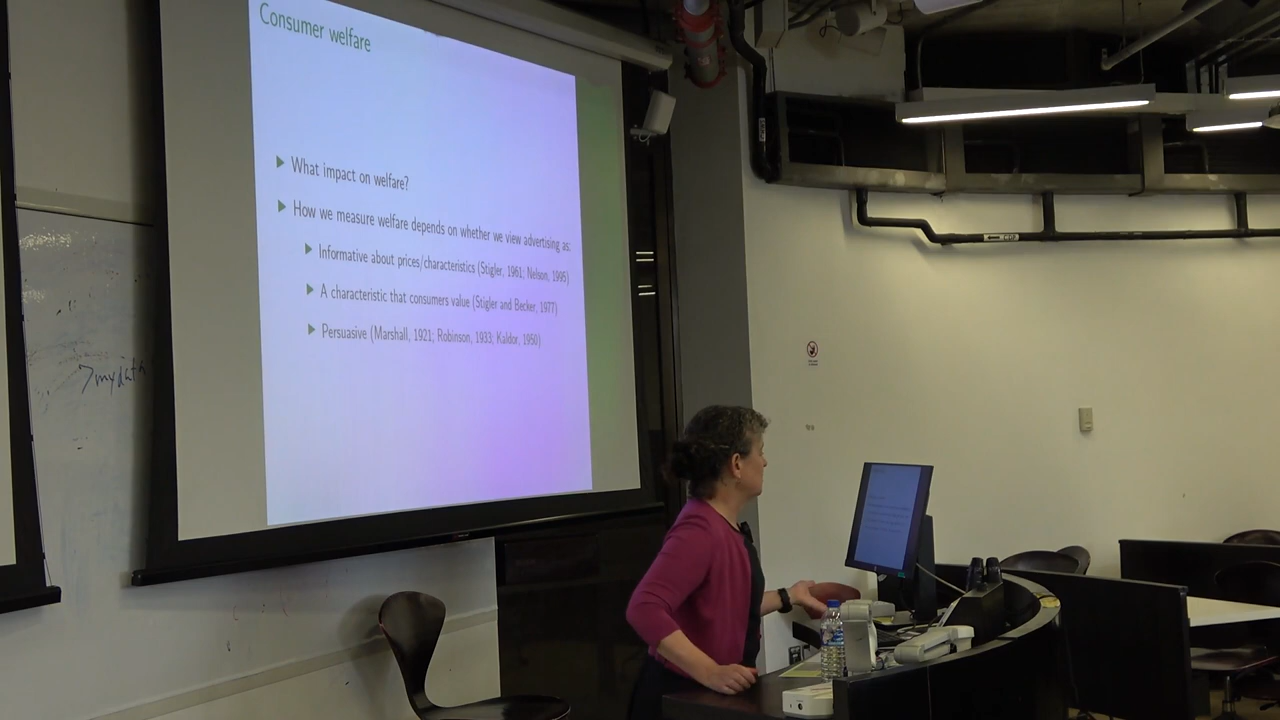 Consumer welfare
What impact on welfare?
How we measure welfare depends on whether we view advertising as:
Informative about prices/characteristics (Stigler, 1961; Nelson, 1995)
A characteristic that consumers value (Stigler and Becker, 1977)
Persuasive (Marshall, 1921; Robinson, 1933; Kaldor, 1950)
>mydata